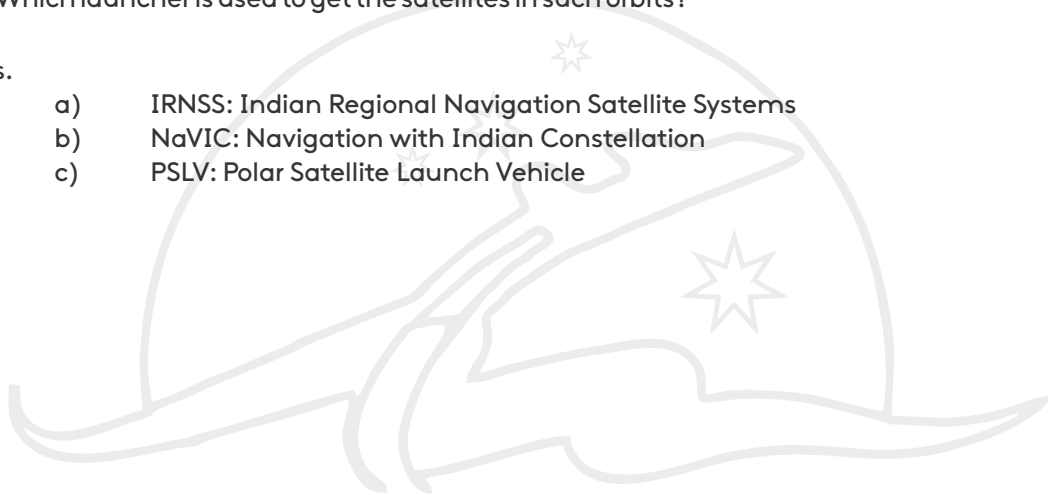 Which launcher is used to get the satellites in such orbits?
s.
a) IRNSS: Indian Regional Navigation Satellite Systems
b) NaVIC: Navigation with Indian Constellation
c) PSLV: Polar Satellite Launch Vehicle